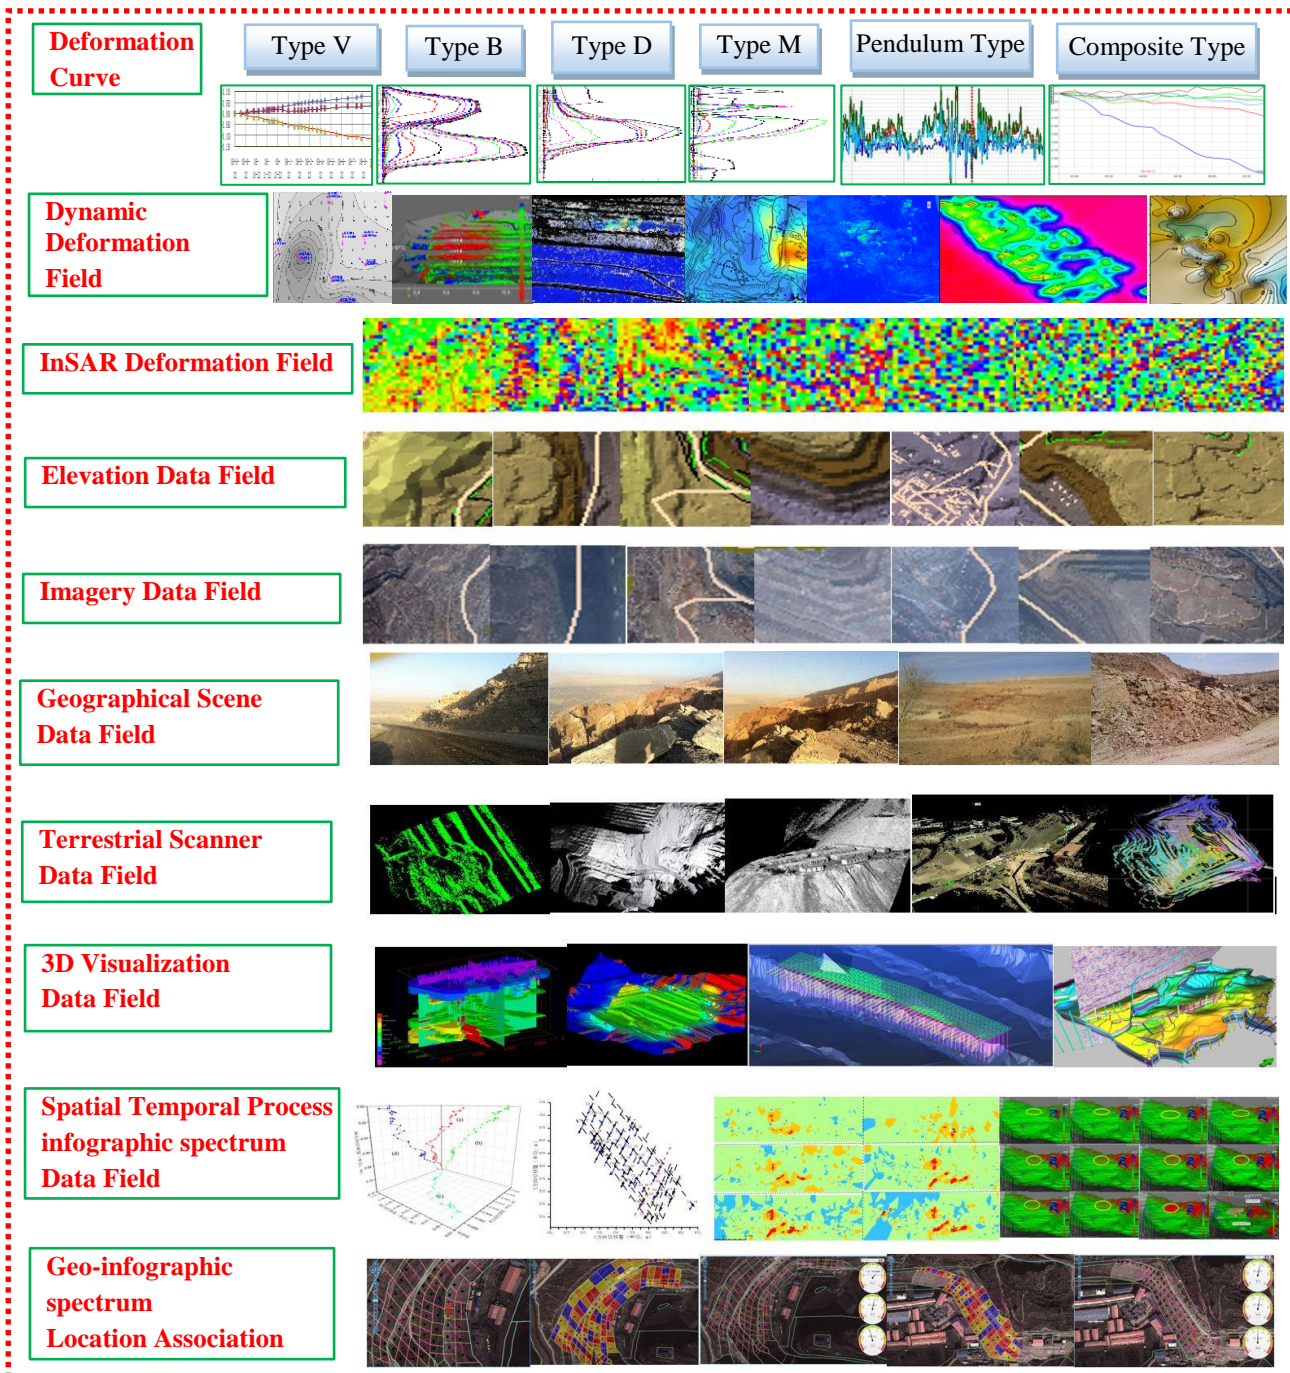 Deformation
Curve
Type V
Type B
Type D
Type M
Pendulum Type
Composite Type
Dynamic
Deformation
Field
InSAR Deformation Field
Elevation Data Field
Imagery Data Field
Geographical Scene
Data Field
Terrestrial Scanner
Data Field
3D Visualization
Data Field
Spatial Temporal Process
infographic spectrum
Data Field
(a)
(b)
(d)
(c)
Geo-infographic
spectrum
Location Association